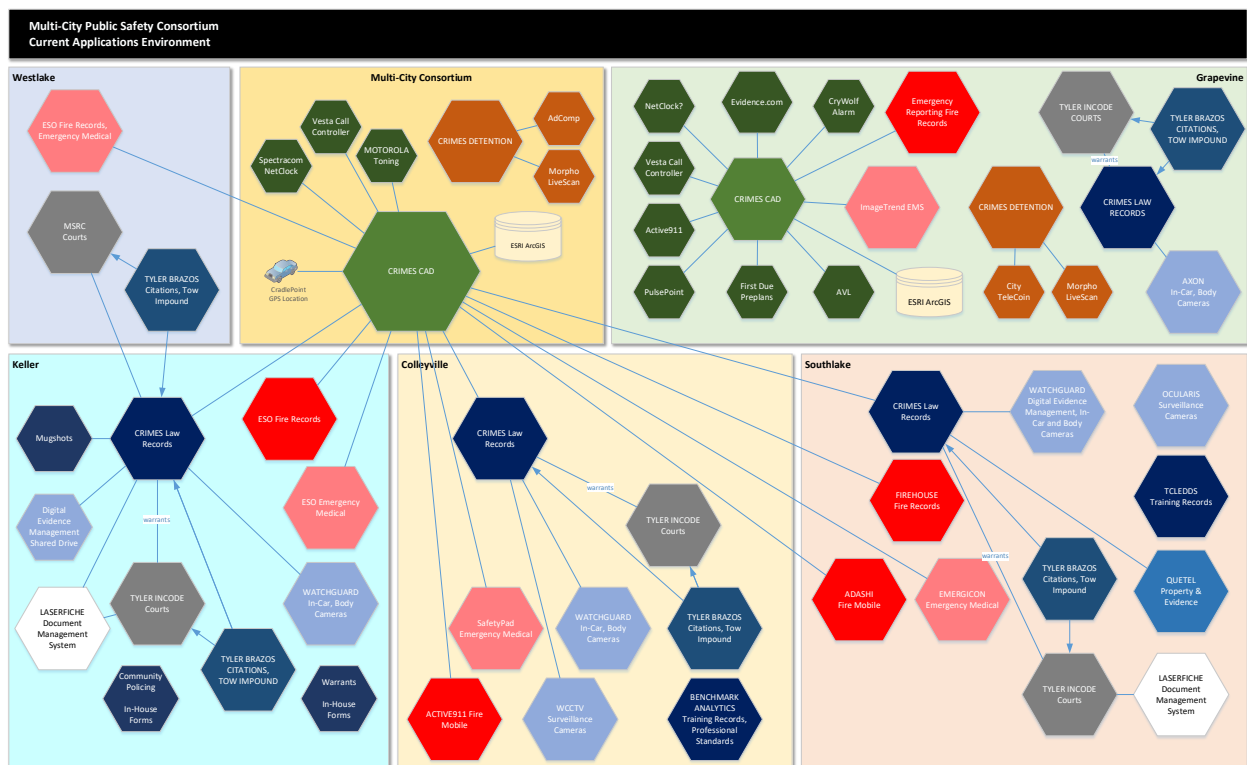 Multi-City Public Safety Consortium
Current Applications Environment
Westlake
ESO Fire Records,
Emergency Medical
MSRC
Courts
TYLER BRAZOS
Citations, Tow
Impound
Multi-City Consortium
Vesta Call
Controller
Spectracom
NetClock
MOTOROLA
Toning
CRIMES DETENTION
AdComp
Morpho
LiveScan
CRIMES CAD
ESRI ArcGIS
CradlePoint
GPS Location
Grapevine
NetClock?
Evidence.com
CryWolf
Alarm
Emergency
Reporting Fire
Records
Vesta Call
Controller
CRIMES CAD
ImageTrend EMS
Active911
PulsePoint
First Due
Preplans
AVL
ESRI ArcGIS
TYLER INCODE
COURTS
TYLER BRAZOS
CITATIONS,
TOW IMPOUND
warrants
CRIMES DETENTION
CRIMES LAW
RECORDS
City
TeleCoin
Morpho
LiveScan
AXON
In-Car, Body
Cameras
Keller
Mugshots
CRIMES Law
Records
ESO Fire Records
Digital
Evidence
Management
Shared Drive
warrants
ESO Emergency
Medical
LASERFICHE
Document
Management
System
TYLER INCODE
Courts
WATCHGUARD
In-Car, Body
Cameras
Community
Policing
In-House
Forms
TYLER BRAZOS
CITATIONS,
TOW IMPOUND
Warrants
In-House
Forms
Colleyville
CRIMES Law
Records
warrants
TYLER INCODE
Courts
SafetyPad
Emergency Medical
WATCHGUARD
In-Car, Body
Cameras
TYLER BRAZOS
Citations, Tow
Impound
ACTIVE911 Fire
Mobile
WCCTV
Surveillance
Cameras
BENCHMARK
ANALYTICS
Training Records,
Professional
Standards
Southlake
CRIMES Law
Records
WATCHGUARD
Digital Evidence
Management, In-
Car and Body
Cameras
OCULARIS
Surveillance
Cameras
FIREHOUSE
Fire Records
TCLEDDS
Training Records
warrants
ADASHI
Fire Mobile
EMERGICON
Emergency Medical
TYLER BRAZOS
Citations, Tow
Impound
QUETEL
Property &
Evidence
TYLER INCODE
Courts
LASERFICHE
Document
Management
System